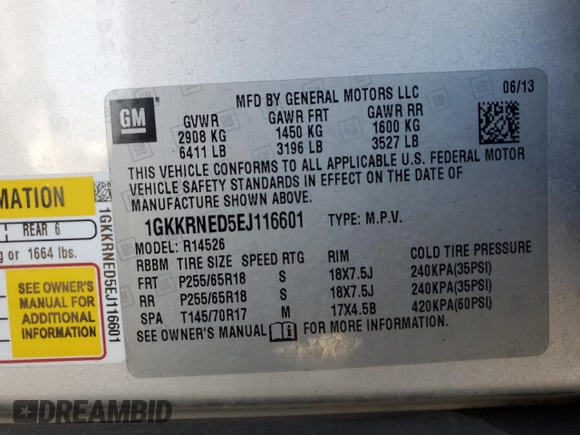 GM
MFD BY GENERAL MOTORS LLC
06/13
GVWR GAWR FRT GAWR RR
2908 KG 1450 KG 1600 KG
6411 LB 3196 LB 3527 LB
THIS VEHICLE CONFORMS TO ALL APPLICABLE U.S. FEDERAL MOTOR
VEHICLE SAFETY STANDARDS IN EFFECT ON THE DATE OF
MANUFACTURE SHOWN ABOVE.
1GKKRNED5EJ116601 TYPE: M.P.V.
MODEL: R14526
RBBM TIRE SIZE SPEED RTG RIM COLD TIRE PRESSURE
FRT P255/65R18 S 18X7.5J 240KPA(35PSI)
RR P255/65R18 S 18X7.5J 240KPA(35PSI)
SPA T145/70R17 M 17X4.5B 420KPA(60PSI)
SEE OWNER'S MANUAL i FOR MORE INFORMATION.
MATION
REAR 6
g or 1664 lbs.
SEE OWNER'S
MANUAL FOR
ADDITIONAL
INFORMATION
1GKKRNED5EJ116601
DREAMBID